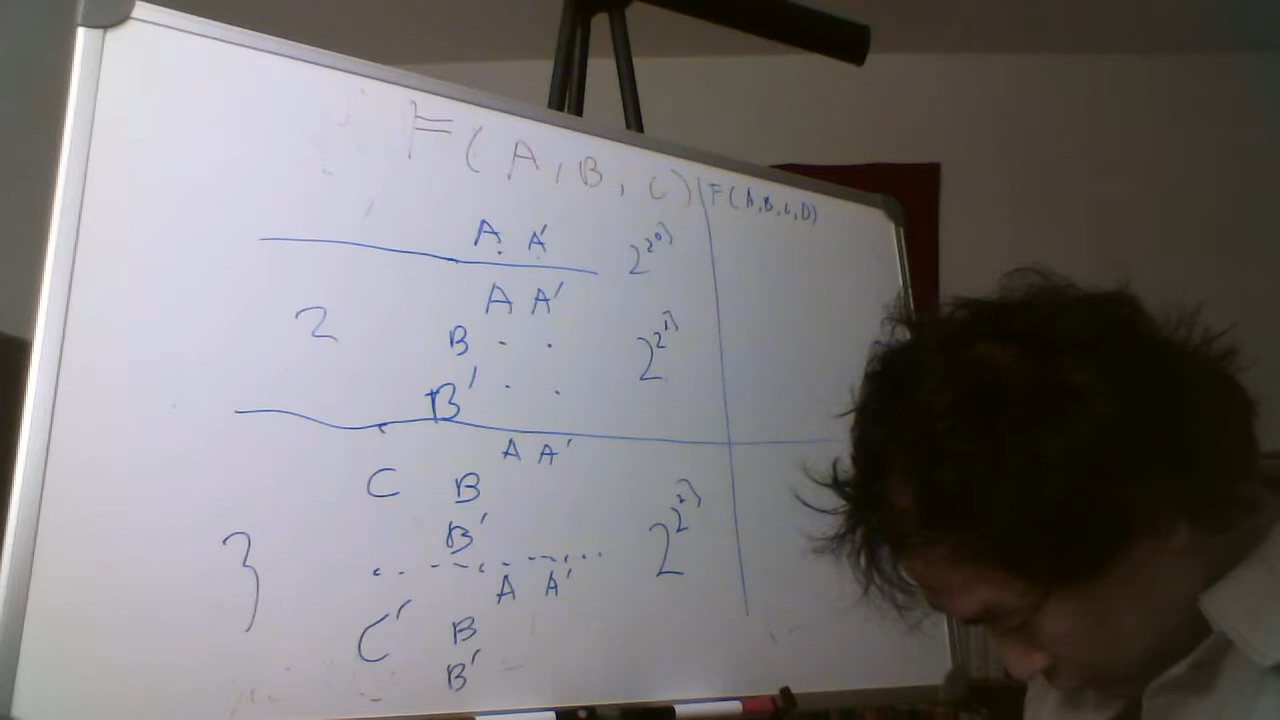 F(A,B,C) F(A,B,C,D)
A A' 2^2^0)
A A'
2 B 2^2^1)
B'
A A'
C B
B' 2^2^2)
3
A A'
C' B
B'